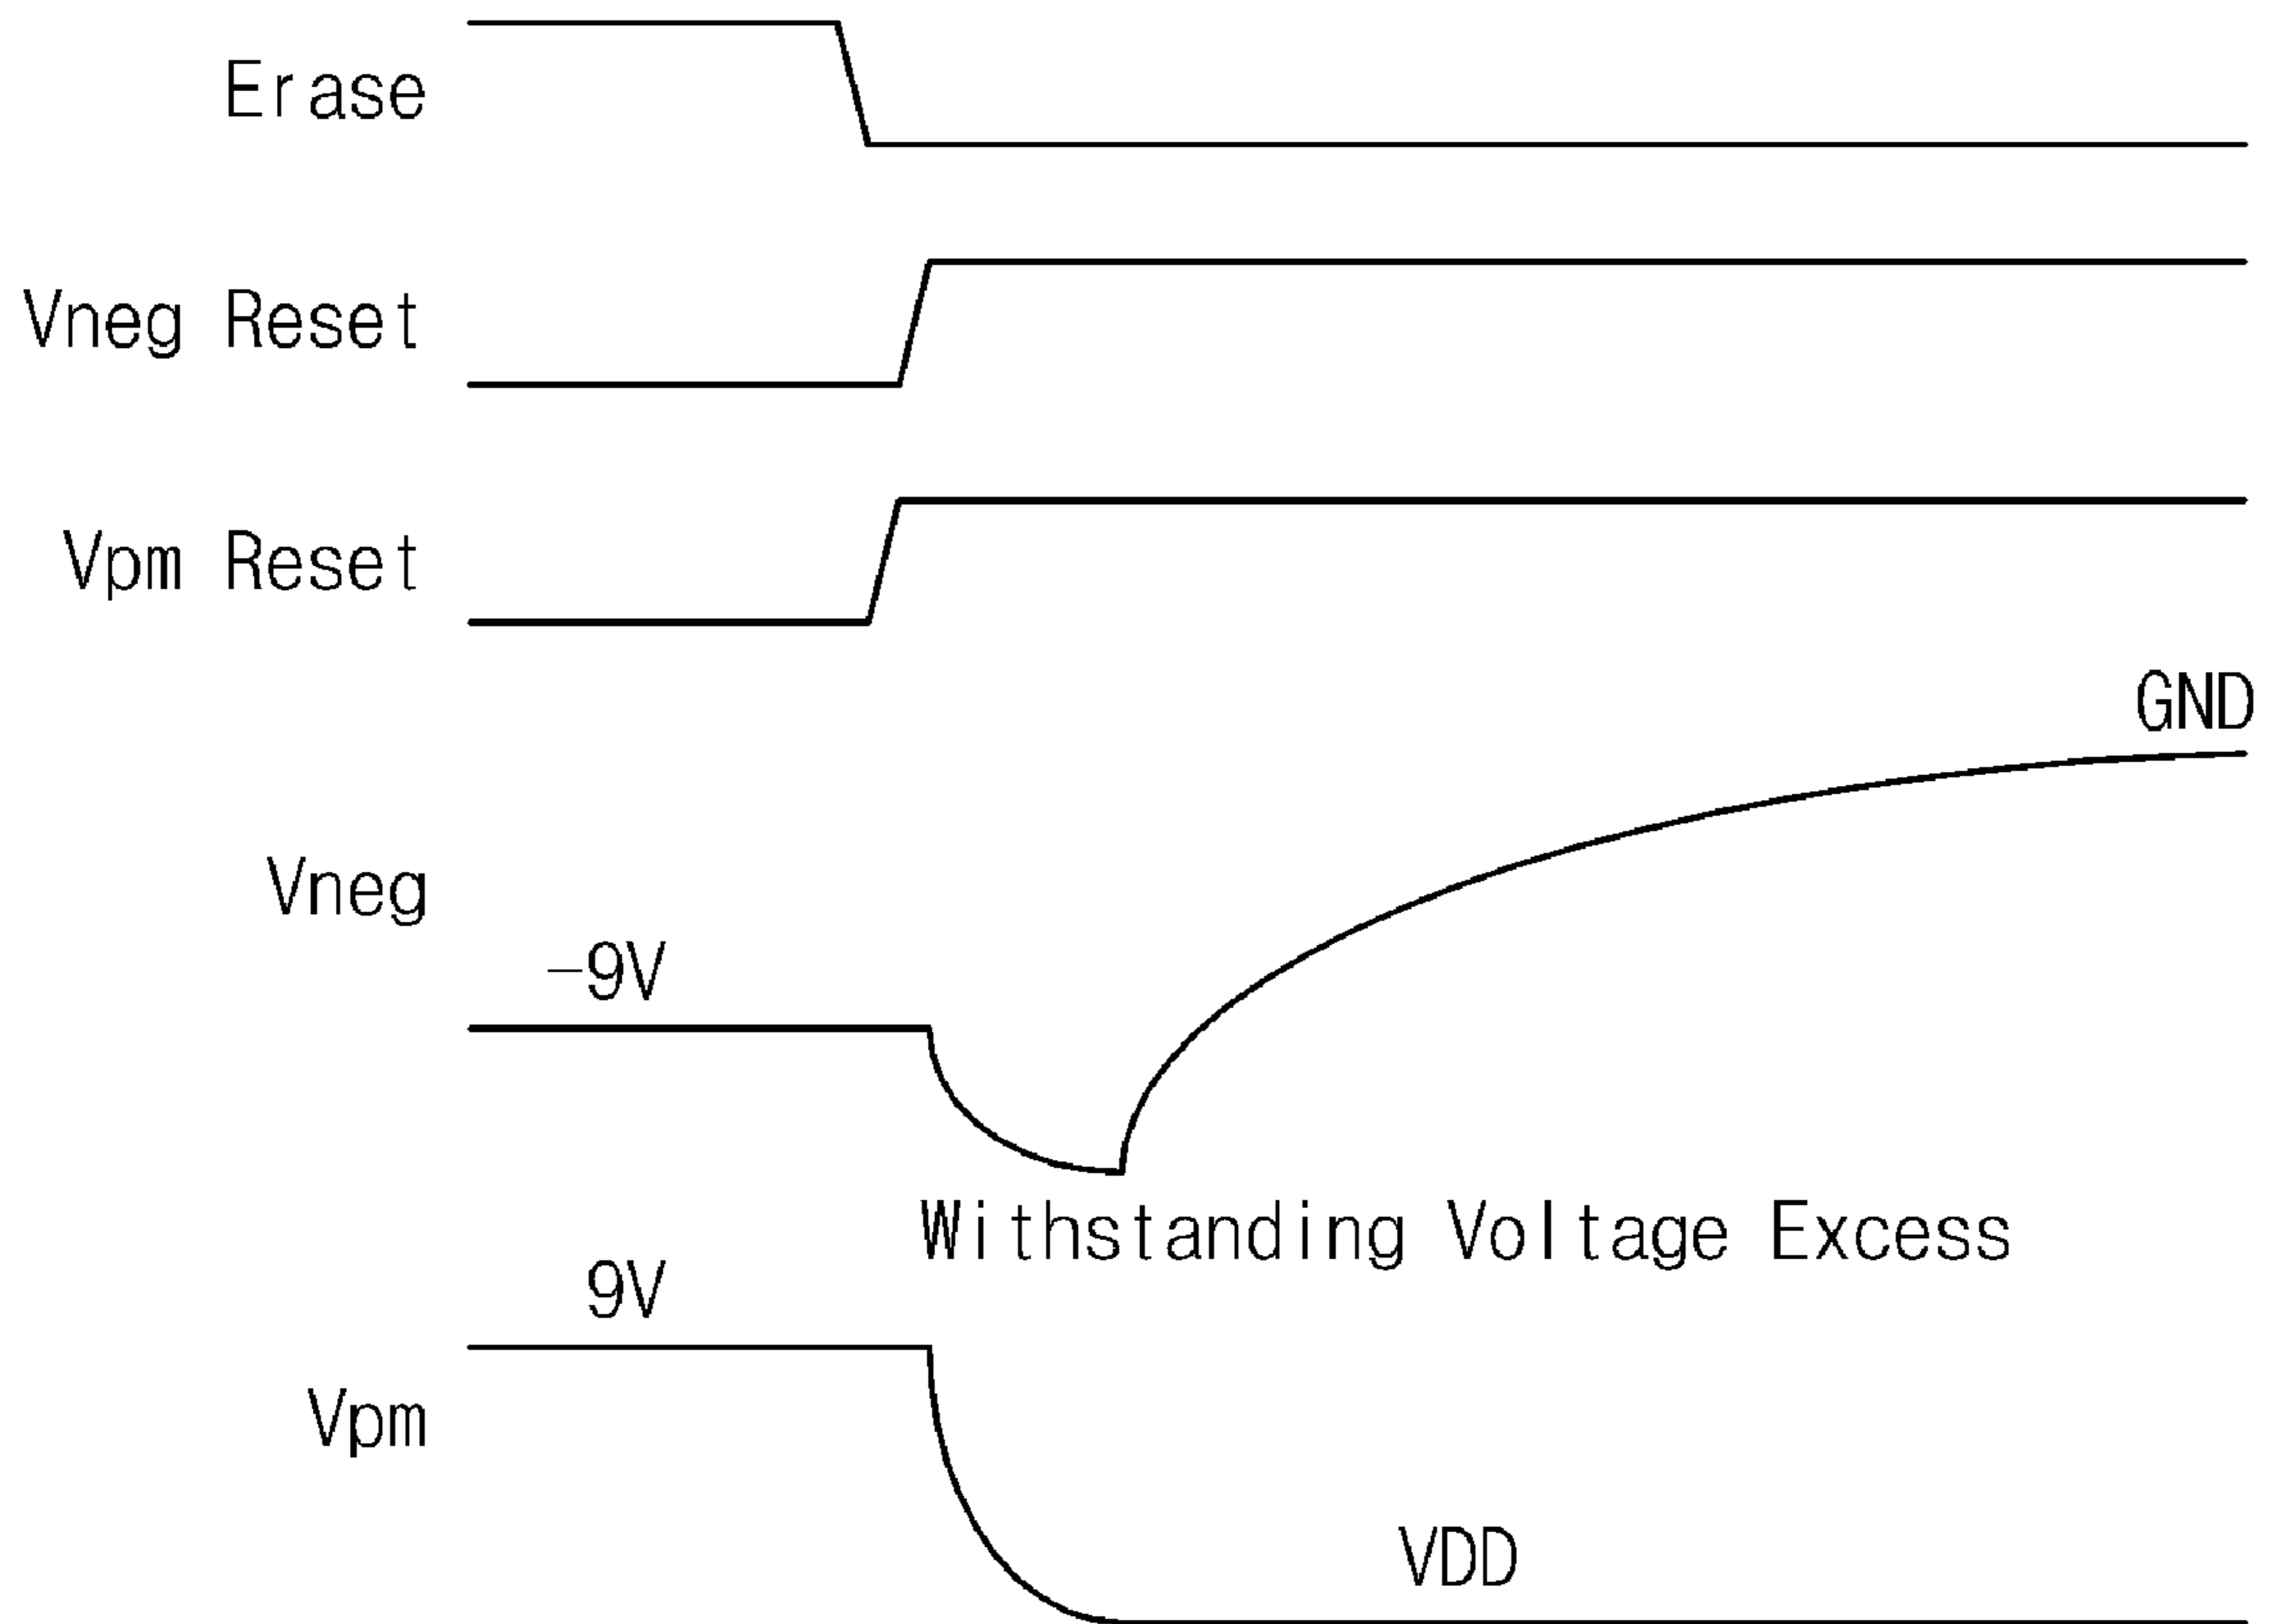 Erase
Vneg Reset
Vpm Reset
GND
Vneg
-9V
Withstanding Voltage Excess
9V
Vpm
VDD